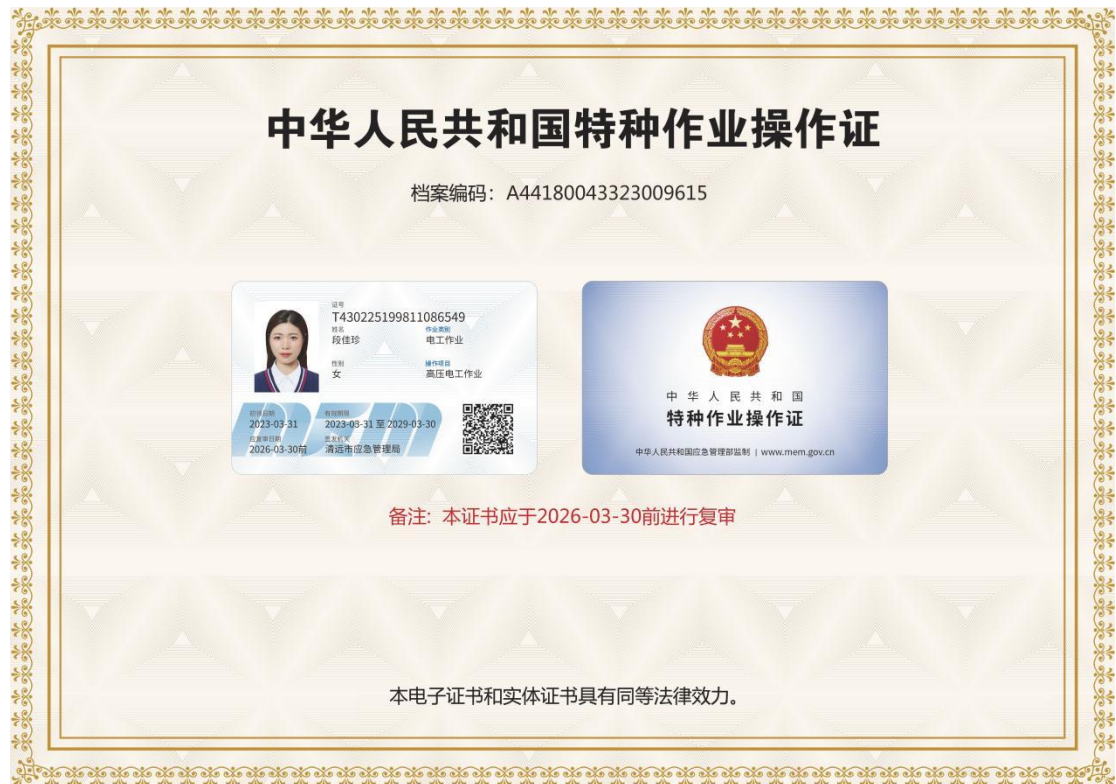 中华人民共和国特种作业操作证
档案编码：A44180043323009615
证号
T430225199811086549
姓名 作业类别
段佳珍 电工作业
性别 操作项目
女 高压电工作业
初领日期 有效期限
2023-03-31 2023-03-31 至 2029-03-30
应复审日期 签发机关
2026-03-30前 清远市应急管理局
中华人民共和国
特种作业操作证
中华人民共和国应急管理部监制 | www.mem.gov.cn
备注: 本证书应于2026-03-30前进行复审
本电子证书和实体证书具有同等法律效力。